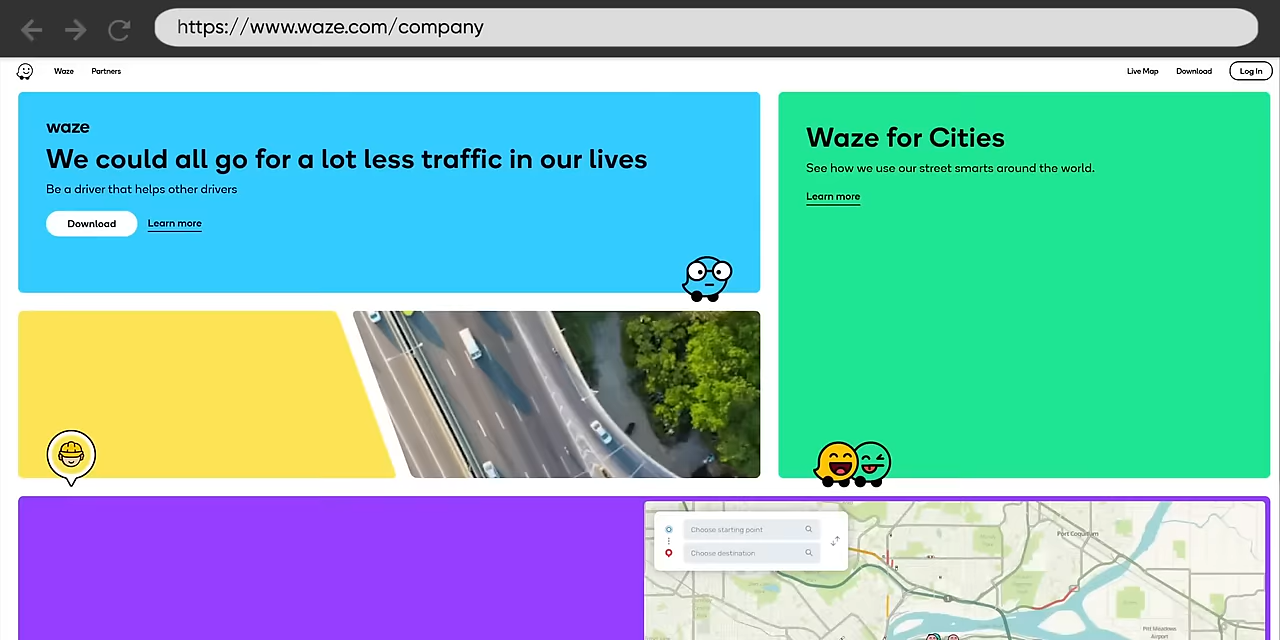 https://www.waze.com/company
Waze
Partners
Live Map
Download
Log In
waze
We could all go for a lot less traffic in our lives
Be a driver that helps other drivers
Download
Learn more
Waze for Cities
See how we use our street smarts around the world.
Learn more
Choose starting point
Choose destination
Port Coquitlam
Pitt Meadows
Airport